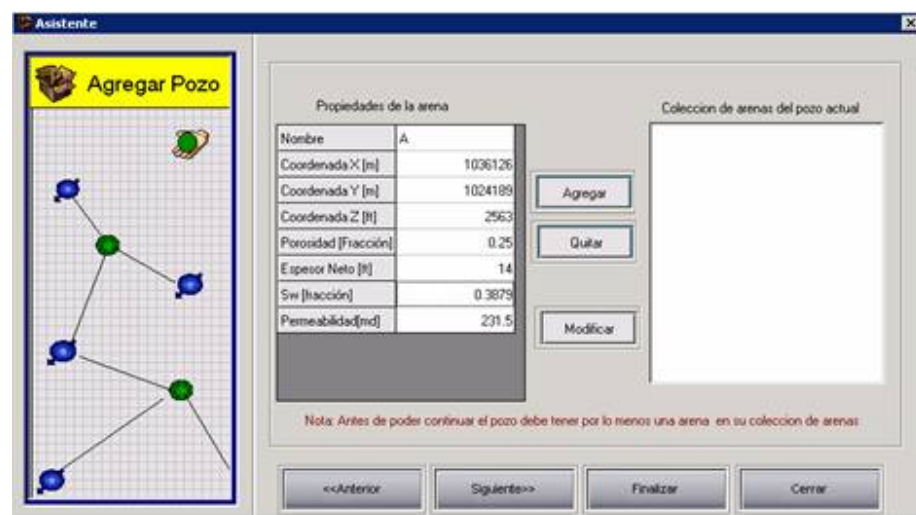 Asistente
Agregar Pozo
Propiedades de la arena
Coleccion de arenas del pozo actual
Nombre A
Coordenada X [m] 1036126
Coordenada Y [m] 1024189
Coordenada Z [ft] 2563
Porosidad [Fracción] 0.25
Espesor Neto [ft] 14
Sw [fracción] 0.3879
Permeabilidad[md] 231.5
Agregar
Quitar
Modificar
Nota: Antes de poder continuar el pozo debe tener por lo menos una arena en su coleccion de arenas
<<Anterior
Siguiente>>
Finalizar
Cerrar